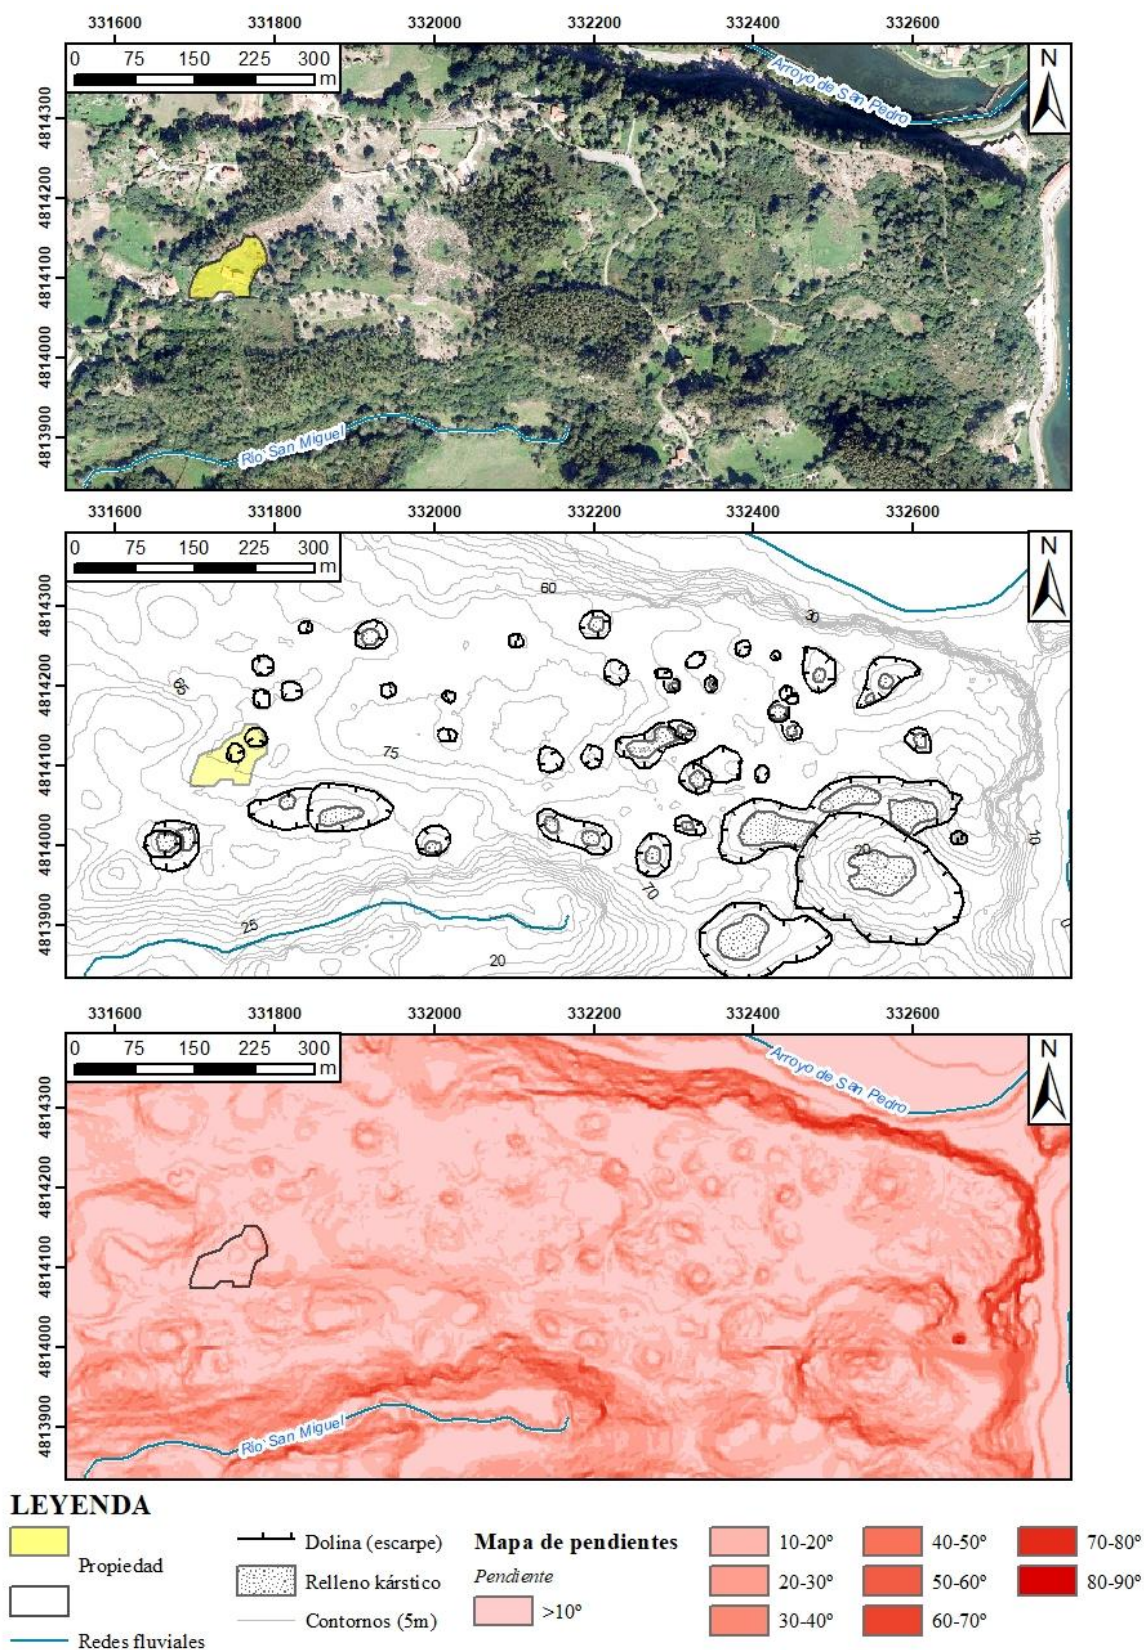 331600 331800 332000 332200 332400 332600
0 75 150 225 300
m
N
Arroyo de San Pedro
4814300
4814200
4814100
4814000
4813900
Río San Miguel
331600 331800 332000 332200 332400 332600
0 75 150 225 300
m
N
60
30
4814300
4814200
65
4814100
75
4814000
20
10
70
4813900
25
0
20
331600 331800 332000 332200 332400 332600
0 75 150 225 300
m
N
Arroyo de San Pedro
4814300
4814200
4814100
4814000
4813900
Río San Miguel
LEYENDA
Propiedad
Redes fluviales
Dolina (escarpe)
Relleno kárstico
Contornos (5m)
Mapa de pendientes
Pendiente
>10º
10-20º
20-30º
30-40º
40-50º
50-60º
60-70º
70-80º
80-90º